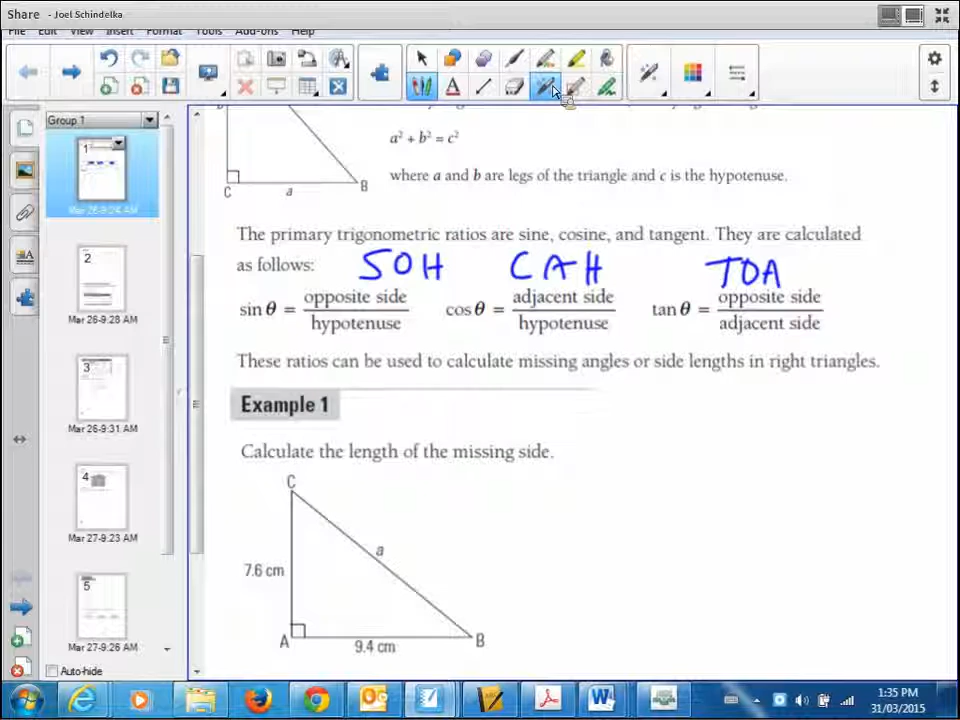 Share - Joel Schindelka
File Edit View Insert Format Tools Add-ons Help
Group 1
1
Mar 26-9:24 AM
2
Mar 26-9:28 AM
3
Mar 26-9:31 AM
4
Mar 27-9:23 AM
5
Mar 27-9:26 AM
Auto-hide
C a B
a² + b² = c²
where a and b are legs of the triangle and c is the hypotenuse.
The primary trigonometric ratios are sine, cosine, and tangent. They are calculated
as follows:
SOH CAH TOA
sin θ = opposite side / hypotenuse
cos θ = adjacent side / hypotenuse
tan θ = opposite side / adjacent side
These ratios can be used to calculate missing angles or side lengths in right triangles.
Example 1
Calculate the length of the missing side.
C
a
7.6 cm
A
B
9.4 cm
1:35 PM
31/03/2015